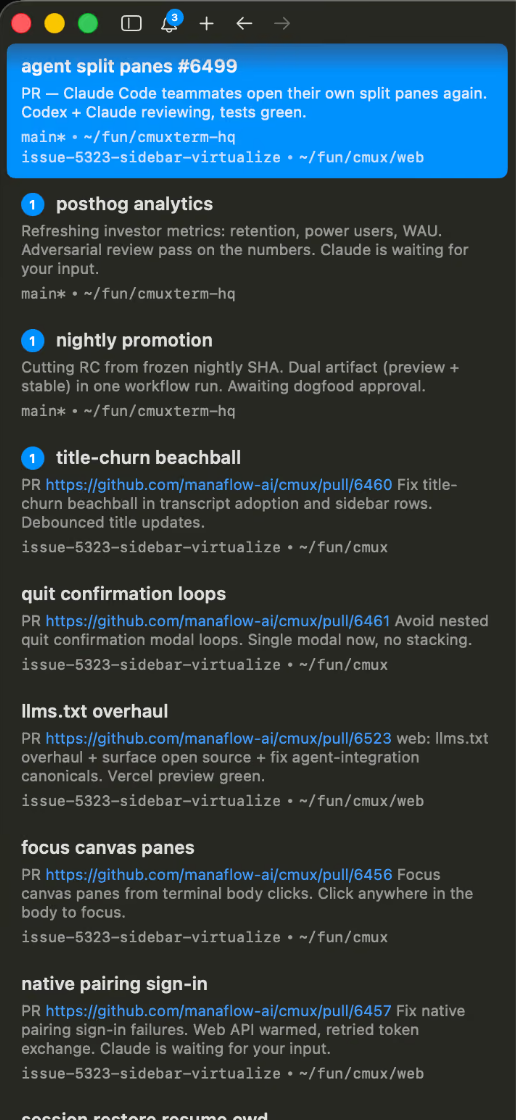 3
agent split panes #6499
PR — Claude Code teammates open their own split panes again.
Codex + Claude reviewing, tests green.
main* • ~/fun/cmuxterm-hq
issue-5323-sidebar-virtualize • ~/fun/cmux/web
1 posthog analytics
Refreshing investor metrics: retention, power users, WAU.
Adversarial review pass on the numbers. Claude is waiting for
your input.
main* • ~/fun/cmuxterm-hq
1 nightly promotion
Cutting RC from frozen nightly SHA. Dual artifact (preview +
stable) in one workflow run. Awaiting dogfood approval.
main* • ~/fun/cmuxterm-hq
1 title-churn beachball
PR https://github.com/manaflow-ai/cmux/pull/6460 Fix title-
churn beachball in transcript adoption and sidebar rows.
Debounced title updates.
issue-5323-sidebar-virtualize • ~/fun/cmux
quit confirmation loops
PR https://github.com/manaflow-ai/cmux/pull/6461 Avoid nested
quit confirmation modal loops. Single modal now, no stacking.
issue-5323-sidebar-virtualize • ~/fun/cmux
llms.txt overhaul
PR https://github.com/manaflow-ai/cmux/pull/6523 web: llms.txt
overhaul + surface open source + fix agent-integration
canonicals. Vercel preview green.
issue-5323-sidebar-virtualize • ~/fun/cmux/web
focus canvas panes
PR https://github.com/manaflow-ai/cmux/pull/6456 Focus
canvas panes from terminal body clicks. Click anywhere in the
body to focus.
issue-5323-sidebar-virtualize • ~/fun/cmux
native pairing sign-in
PR https://github.com/manaflow-ai/cmux/pull/6457 Fix native
pairing sign-in failures. Web API warmed, retried token
exchange. Claude is waiting for your input.
issue-5323-sidebar-virtualize • ~/fun/cmux/web
session restore resume cwd